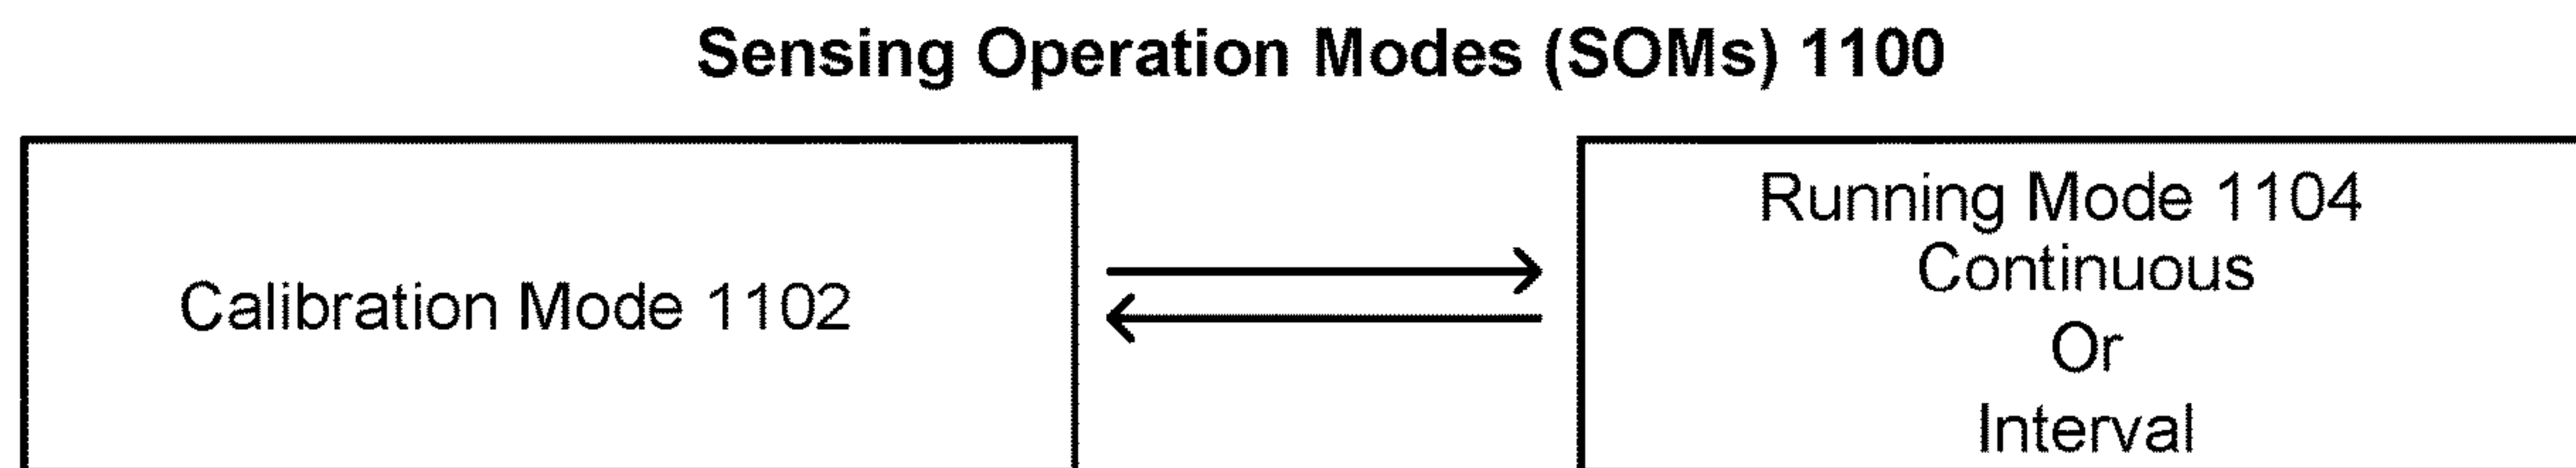 Sensing Operation Modes (SOMs) 1100
Calibration Mode 1102
Running Mode 1104
Continuous
Or
Interval